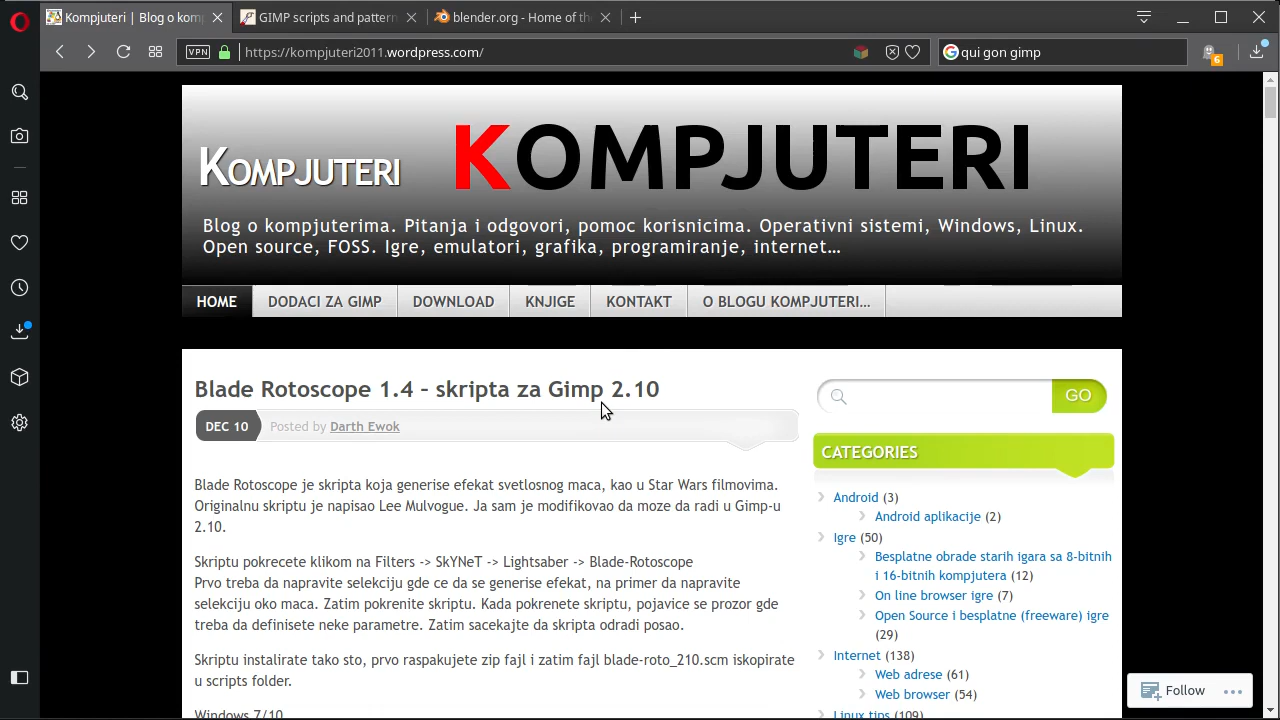 Kompjuteri | Blog o kom
GIMP scripts and pattern
blender.org - Home of th
VPN
https://kompjuteri2011.wordpress.com/
qui gon gimp
6
KOMPJUTERI
KOMPJUTERI
Blog o kompjuterima. Pitanja i odgovori, pomoc korisnicima. Operativni sistemi, Windows, Linux.
Open source, FOSS. Igre, emulatori, grafika, programiranje, internet...
HOME
DODACI ZA GIMP
DOWNLOAD
KNJIGE
KONTAKT
O BLOGU KOMPJUTERI...
Blade Rotoscope 1.4 – skripta za Gimp 2.10
DEC 10
Posted by Darth Ewok
Blade Rotoscope je skripta koja generise efekat svetlosnog maca, kao u Star Wars filmovima.
Originalnu skriptu je napisao Lee Mulvogue. Ja sam je modifikovao da moze da radi u Gimp-u
2.10.
Skriptu pokrecete klikom na Filters -> SkYNeT -> Lightsaber -> Blade-Rotoscope
Prvo treba da napravite selekciju gde ce da se generise efekat, na primer da napravite
selekciju oko maca. Zatim pokrenite skriptu. Kada pokrenete skriptu, pojavice se prozor gde
treba da definisete neke parametre. Zatim sacekajte da skripta odradi posao.
Skriptu instalirate tako sto, prvo raspakujete zip fajl i zatim fajl blade-roto_210.scm iskopirate
u scripts folder.
Windows 7/10
GO
CATEGORIES
Android (3)
Android aplikacije (2)
Igre (50)
Besplatne obrade starih igara sa 8-bitnih
i 16-bitnih kompjutera (12)
On line browser igre (7)
Open Source i besplatne (freeware) igre
(29)
Internet (138)
Web adrese (61)
Web browser (54)
Linux tips (109)
Follow